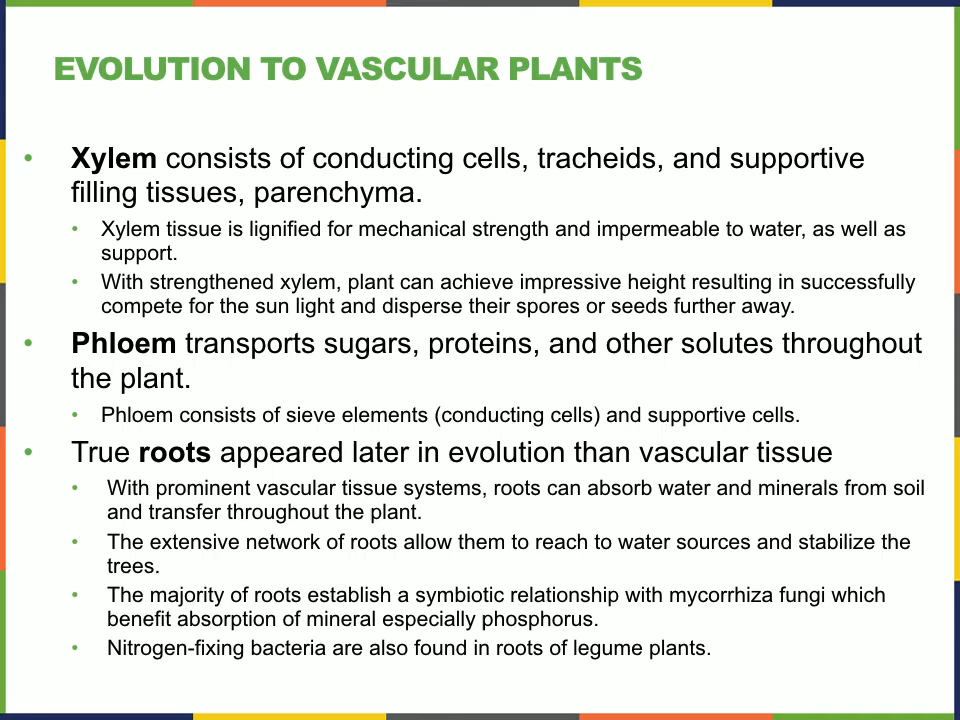 EVOLUTION TO VASCULAR PLANTS
• Xylem consists of conducting cells, tracheids, and supportive
filling tissues, parenchyma.
• Xylem tissue is lignified for mechanical strength and impermeable to water, as well as
support.
• With strengthened xylem, plant can achieve impressive height resulting in successfully
compete for the sun light and disperse their spores or seeds further away.
• Phloem transports sugars, proteins, and other solutes throughout
the plant.
• Phloem consists of sieve elements (conducting cells) and supportive cells.
• True roots appeared later in evolution than vascular tissue
• With prominent vascular tissue systems, roots can absorb water and minerals from soil
and transfer throughout the plant.
• The extensive network of roots allow them to reach to water sources and stabilize the
trees.
• The majority of roots establish a symbiotic relationship with mycorrhiza fungi which
benefit absorption of mineral especially phosphorus.
• Nitrogen-fixing bacteria are also found in roots of legume plants.